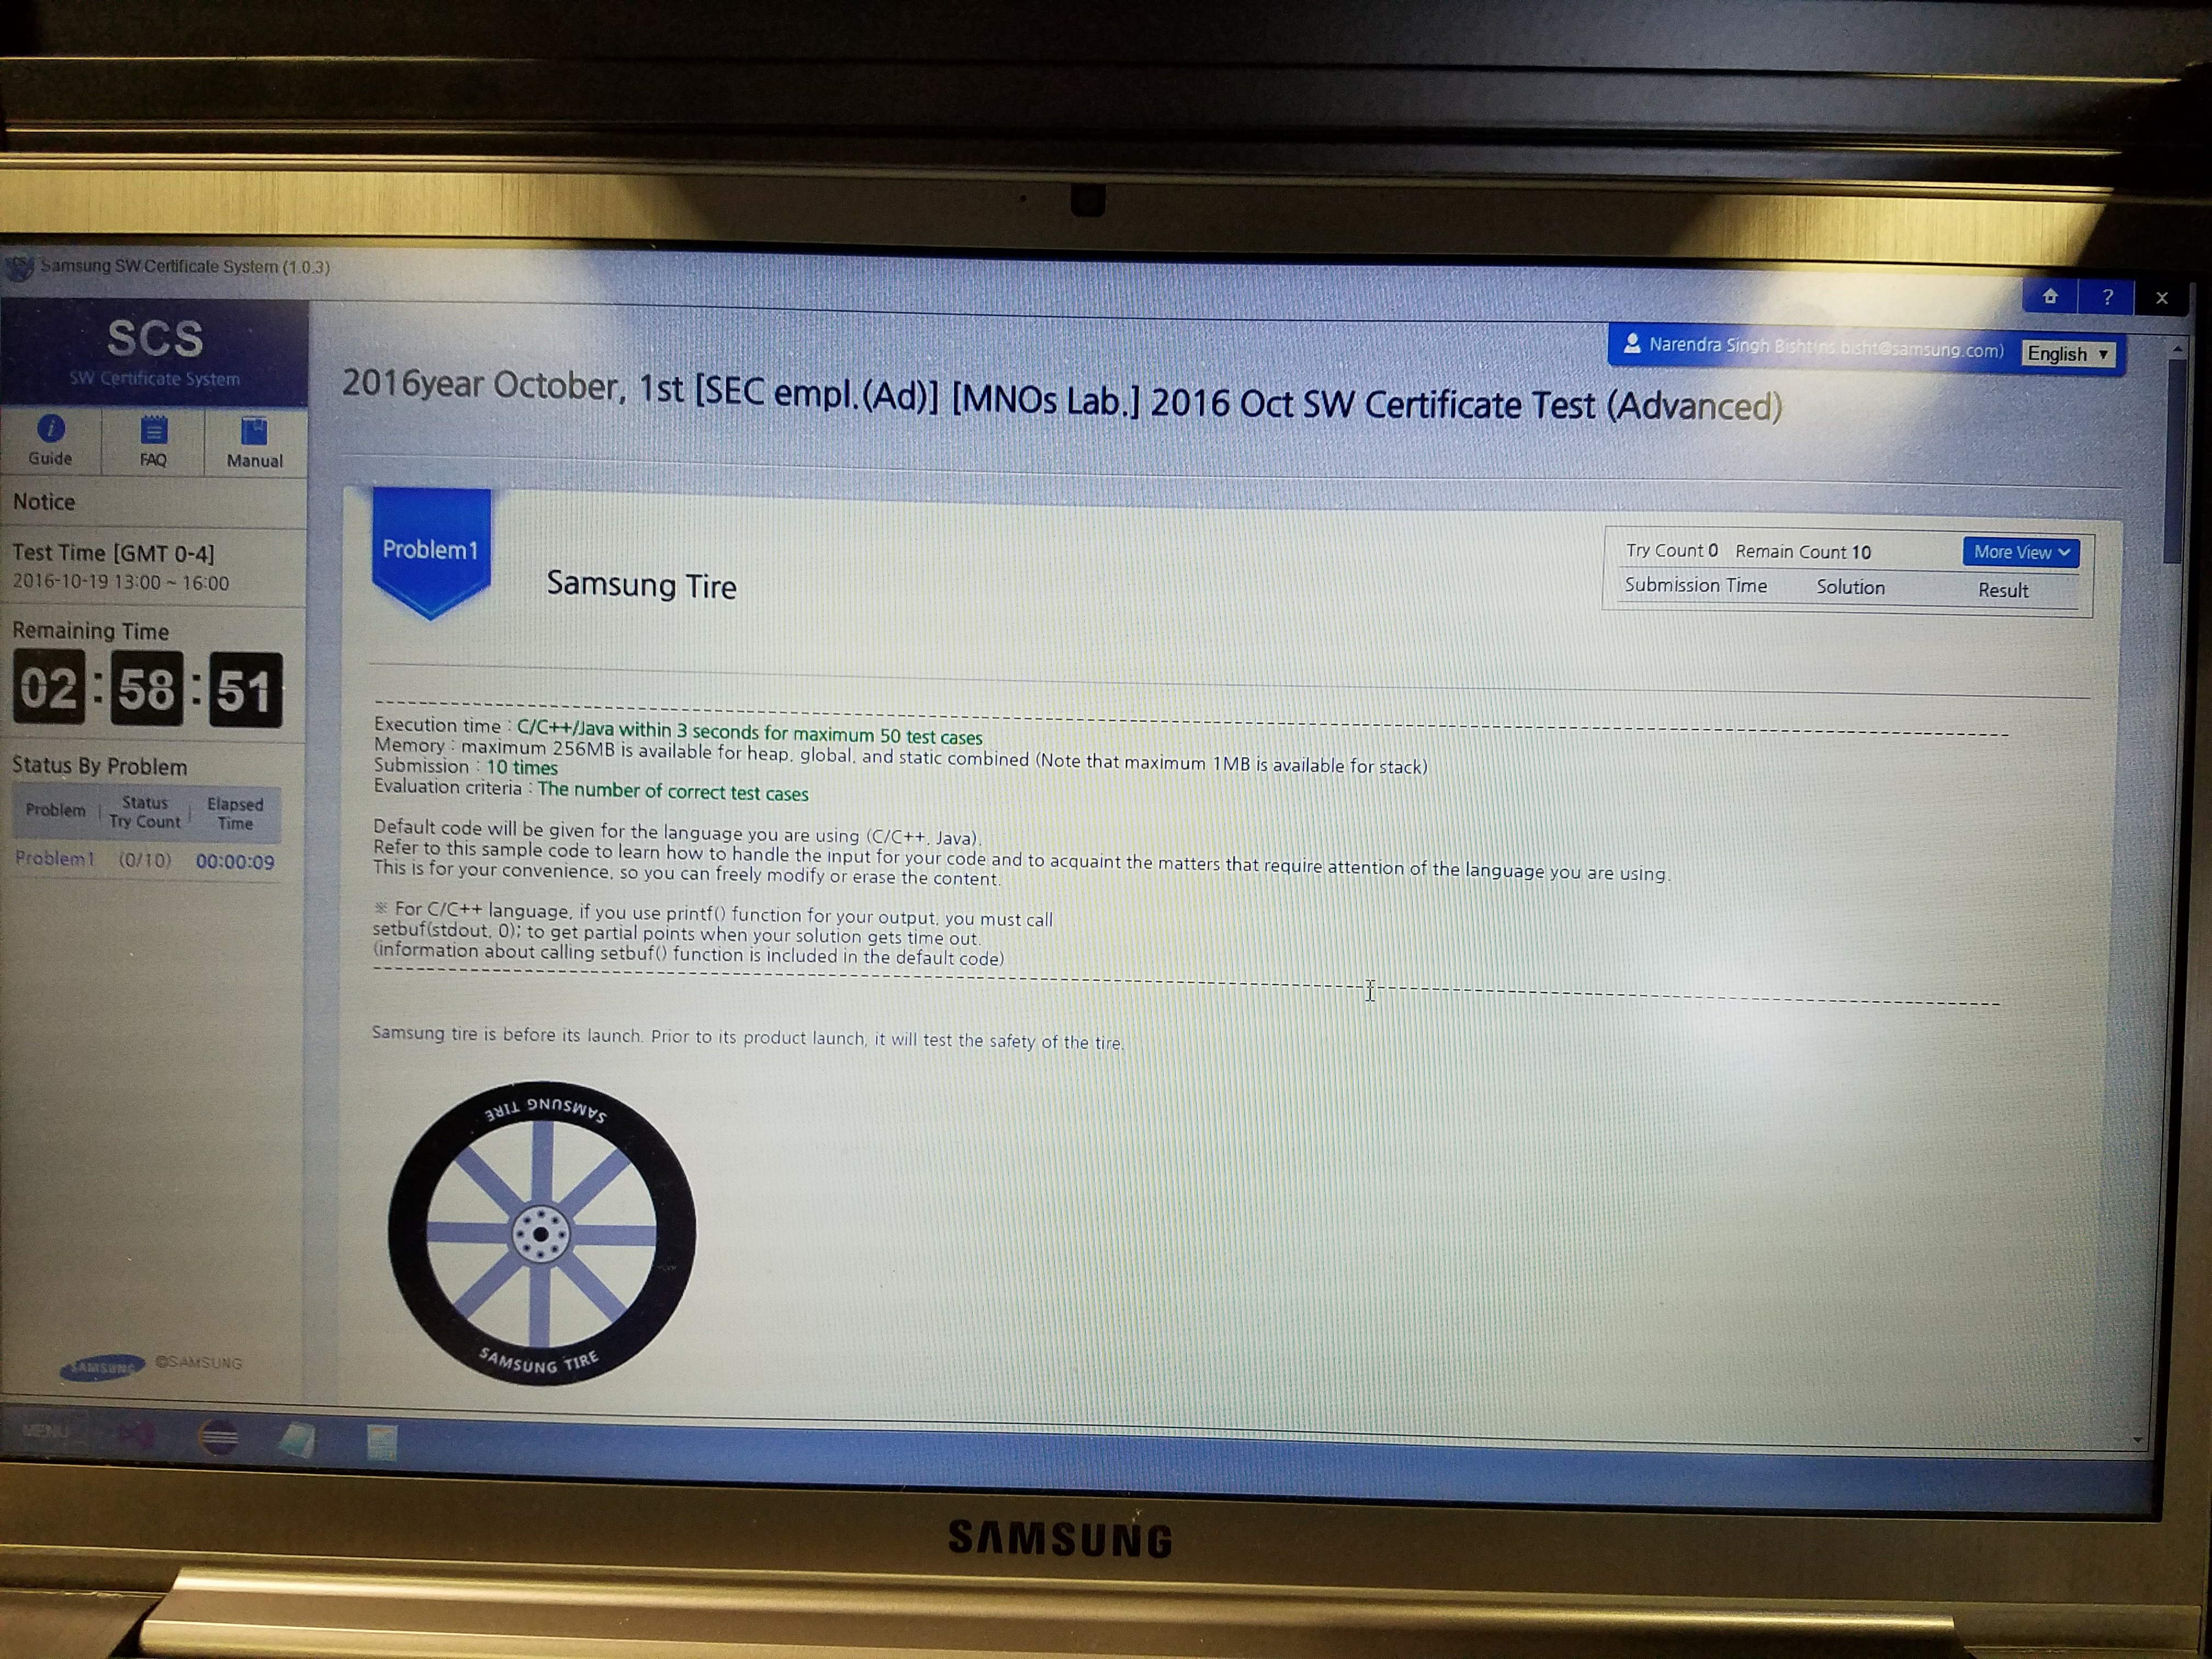 Samsung SW Certificate System (1.0.3)
SCS
SW Certificate System
Guide
FAQ
Manual
Notice
Test Time [GMT 0-4]
2016-10-19 13:00 ~ 16:00
Remaining Time
02 : 58 : 51
Status By Problem
Problem | Status Try Count | Elapsed Time
Problem1 (0/10) 00:00:09
SAMSUNG @SAMSUNG
?
x
Narendra Singh Bisht(ns.bisht@samsung.com)
English ▼
2016year October, 1st [SEC empl.(Ad)] [MNOs Lab.] 2016 Oct SW Certificate Test (Advanced)
Problem1
Samsung Tire
Try Count 0 Remain Count 10
More View
Submission Time Solution Result
Execution time : C/C++/Java within 3 seconds for maximum 50 test cases
Memory : maximum 256MB is available for heap, global, and static combined (Note that maximum 1MB is available for stack)
Submission : 10 times
Evaluation criteria : The number of correct test cases
Default code will be given for the language you are using (C/C++, Java).
Refer to this sample code to learn how to handle the input for your code and to acquaint the matters that require attention of the language you are using.
This is for your convenience, so you can freely modify or erase the content.
※ For C/C++ language, if you use printf() function for your output, you must call
setbuf(stdout, 0); to get partial points when your solution gets time out.
(information about calling setbuf() function is included in the default code)
Samsung tire is before its launch. Prior to its product launch, it will test the safety of the tire.
SAMSUNG TIRE
SAMSUNG TIRE
MENU
SAMSUNG